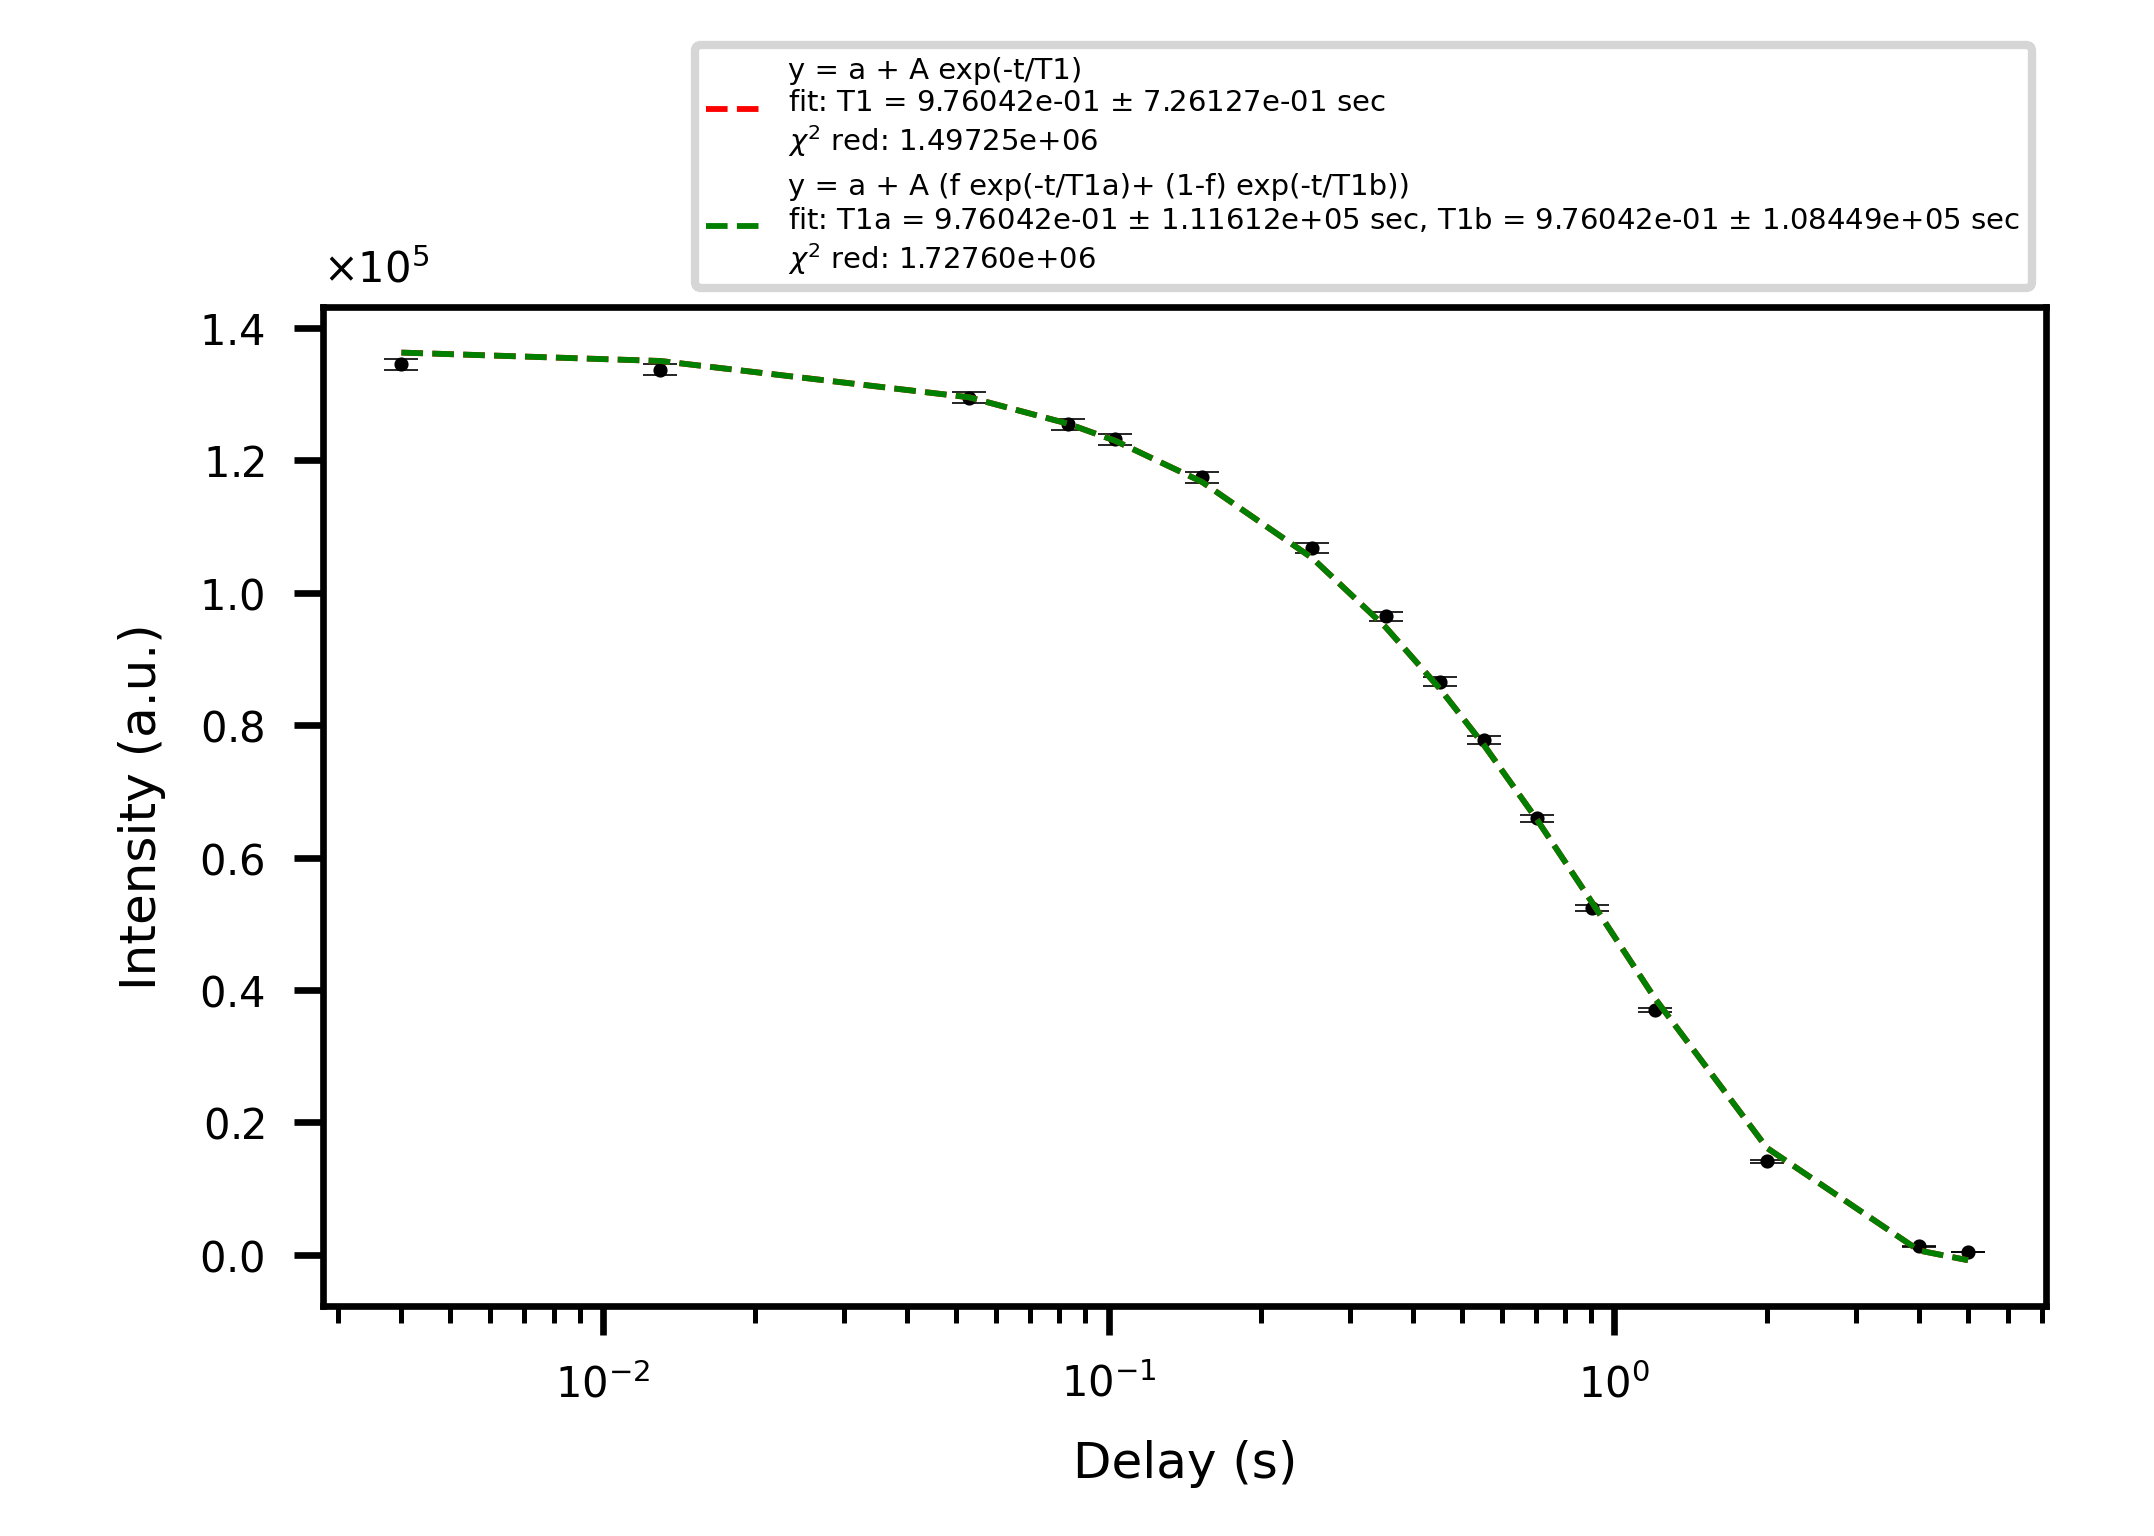 y = a + A exp(-t/T1)
fit: T1 = 9.76042e-01 ± 7.26127e-01 sec
χ² red: 1.49725e+06
y = a + A (f exp(-t/T1a)+ (1-f) exp(-t/T1b))
fit: T1a = 9.76042e-01 ± 1.11612e+05 sec, T1b = 9.76042e-01 ± 1.08449e+05 sec
χ² red: 1.72760e+06
×10⁵
1.4
1.2
1.0
0.8
0.6
0.4
0.2
0.0
Intensity (a.u.)
10⁻² 10⁻¹ 10⁰
Delay (s)